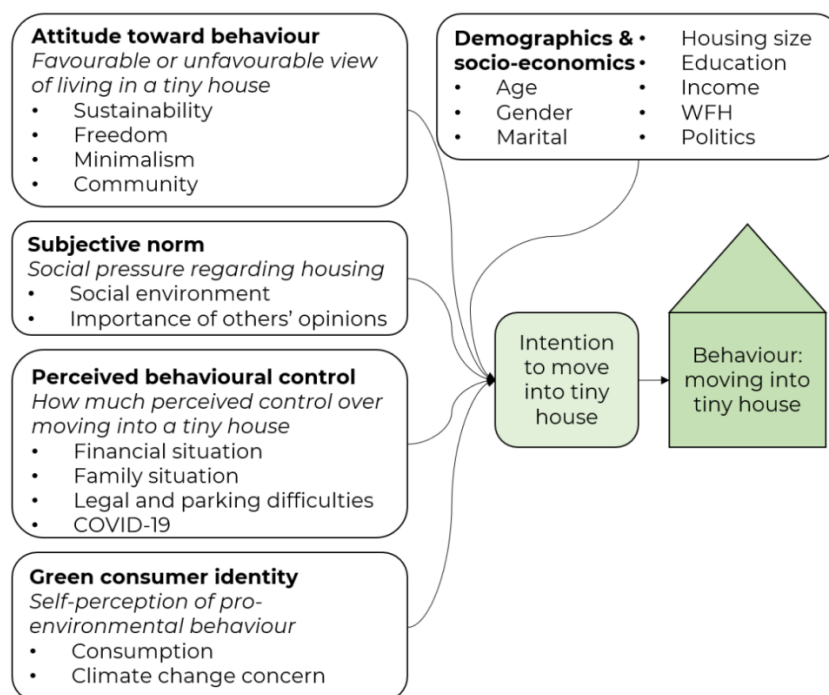 Attitude toward behaviour
Favourable or unfavourable view
of living in a tiny house
• Sustainability
• Freedom
• Minimalism
• Community
Demographics &
socio-economics
• Age
• Gender
• Marital
• Housing size
• Education
• Income
• WFH
• Politics
Subjective norm
Social pressure regarding housing
• Social environment
• Importance of others’ opinions
Perceived behavioural control
How much perceived control over
moving into a tiny house
• Financial situation
• Family situation
• Legal and parking difficulties
• COVID-19
Green consumer identity
Self-perception of pro-
environmental behaviour
• Consumption
• Climate change concern
Intention
to move
into tiny
house
Behaviour:
moving into
tiny house